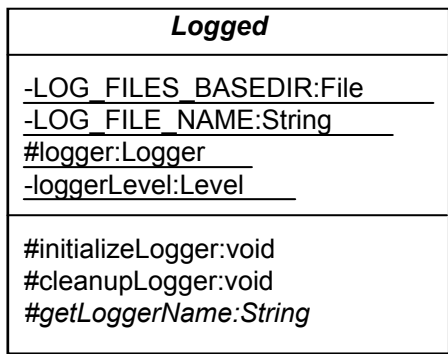 Logged
-LOG_FILES_BASEDIR:File
-LOG_FILE_NAME:String
#logger:Logger
-loggerLevel:Level
#initializeLogger:void
#cleanupLogger:void
#getLoggerName:String